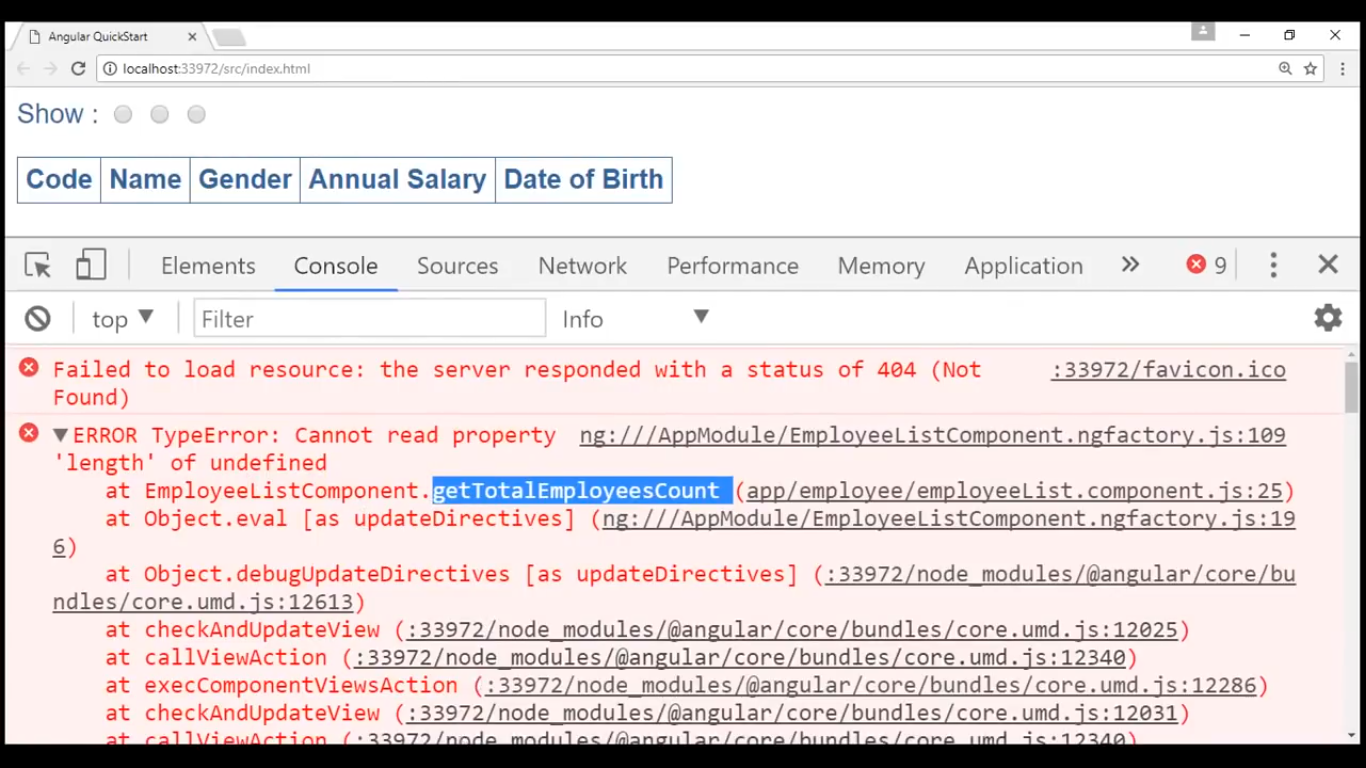 Angular QuickStart
localhost:33972/src/index.html
Show :
Code Name Gender Annual Salary Date of Birth
Elements Console Sources Network Performance Memory Application 9
top Filter Info
Failed to load resource: the server responded with a status of 404 (Not :33972/favicon.ico
Found)
ERROR TypeError: Cannot read property ng:///AppModule/EmployeeListComponent.ngfactory.js:109
'length' of undefined
at EmployeeListComponent.getTotalEmployeesCount (app/employee/employeeList.component.js:25)
at Object.eval [as updateDirectives] (ng:///AppModule/EmployeeListComponent.ngfactory.js:19
6)
at Object.debugUpdateDirectives [as updateDirectives] (:33972/node_modules/@angular/core/bu
ndles/core.umd.js:12613)
at checkAndUpdateView (:33972/node_modules/@angular/core/bundles/core.umd.js:12025)
at callViewAction (:33972/node_modules/@angular/core/bundles/core.umd.js:12340)
at execComponentViewsAction (:33972/node_modules/@angular/core/bundles/core.umd.js:12286)
at checkAndUpdateView (:33972/node_modules/@angular/core/bundles/core.umd.js:12031)
at callViewAction (:33972/node_modules/@angular/core/bundles/core.umd.js:12340)